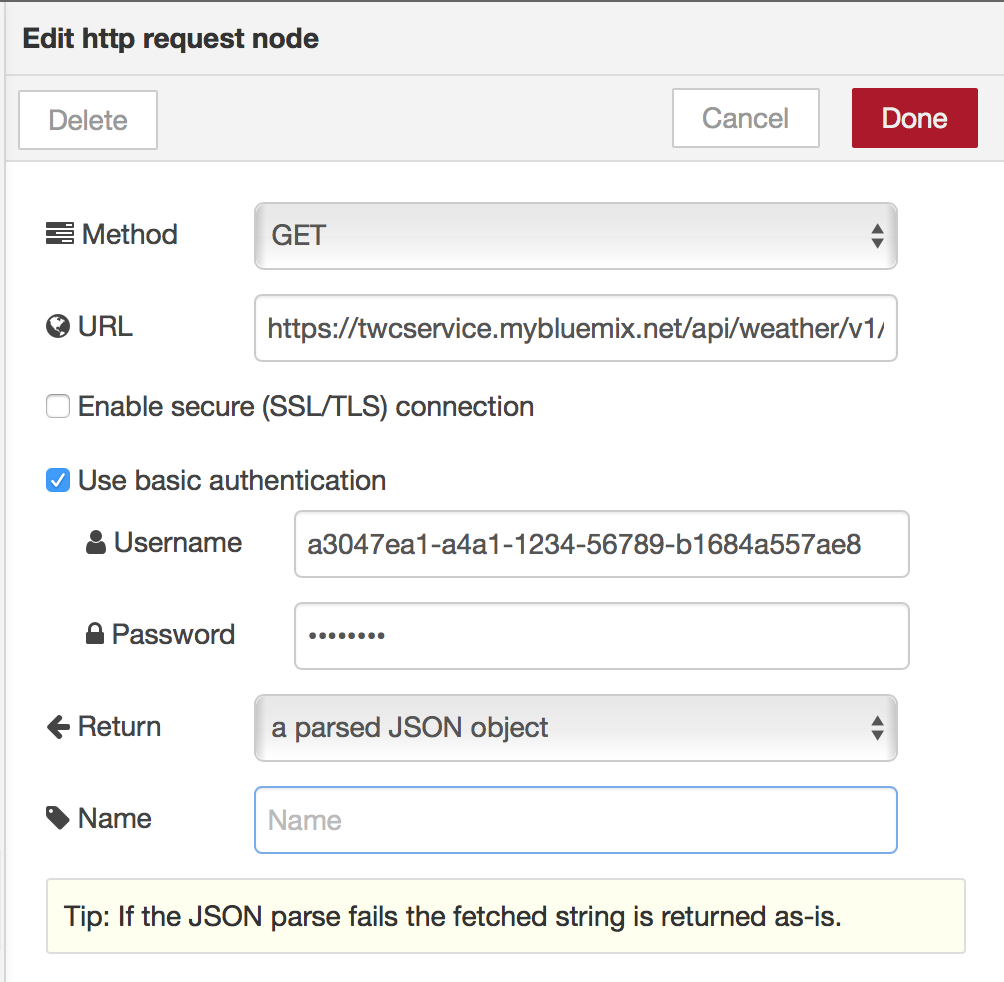 Edit http request node
Delete
Cancel
Done
Method
GET
URL
https://twcservice.mybluemix.net/api/weather/v1/
Enable secure (SSL/TLS) connection
Use basic authentication
Username
a3047ea1-a4a1-1234-56789-b1684a557ae8
Password
••••••••
Return
a parsed JSON object
Name
Name
Tip: If the JSON parse fails the fetched string is returned as-is.